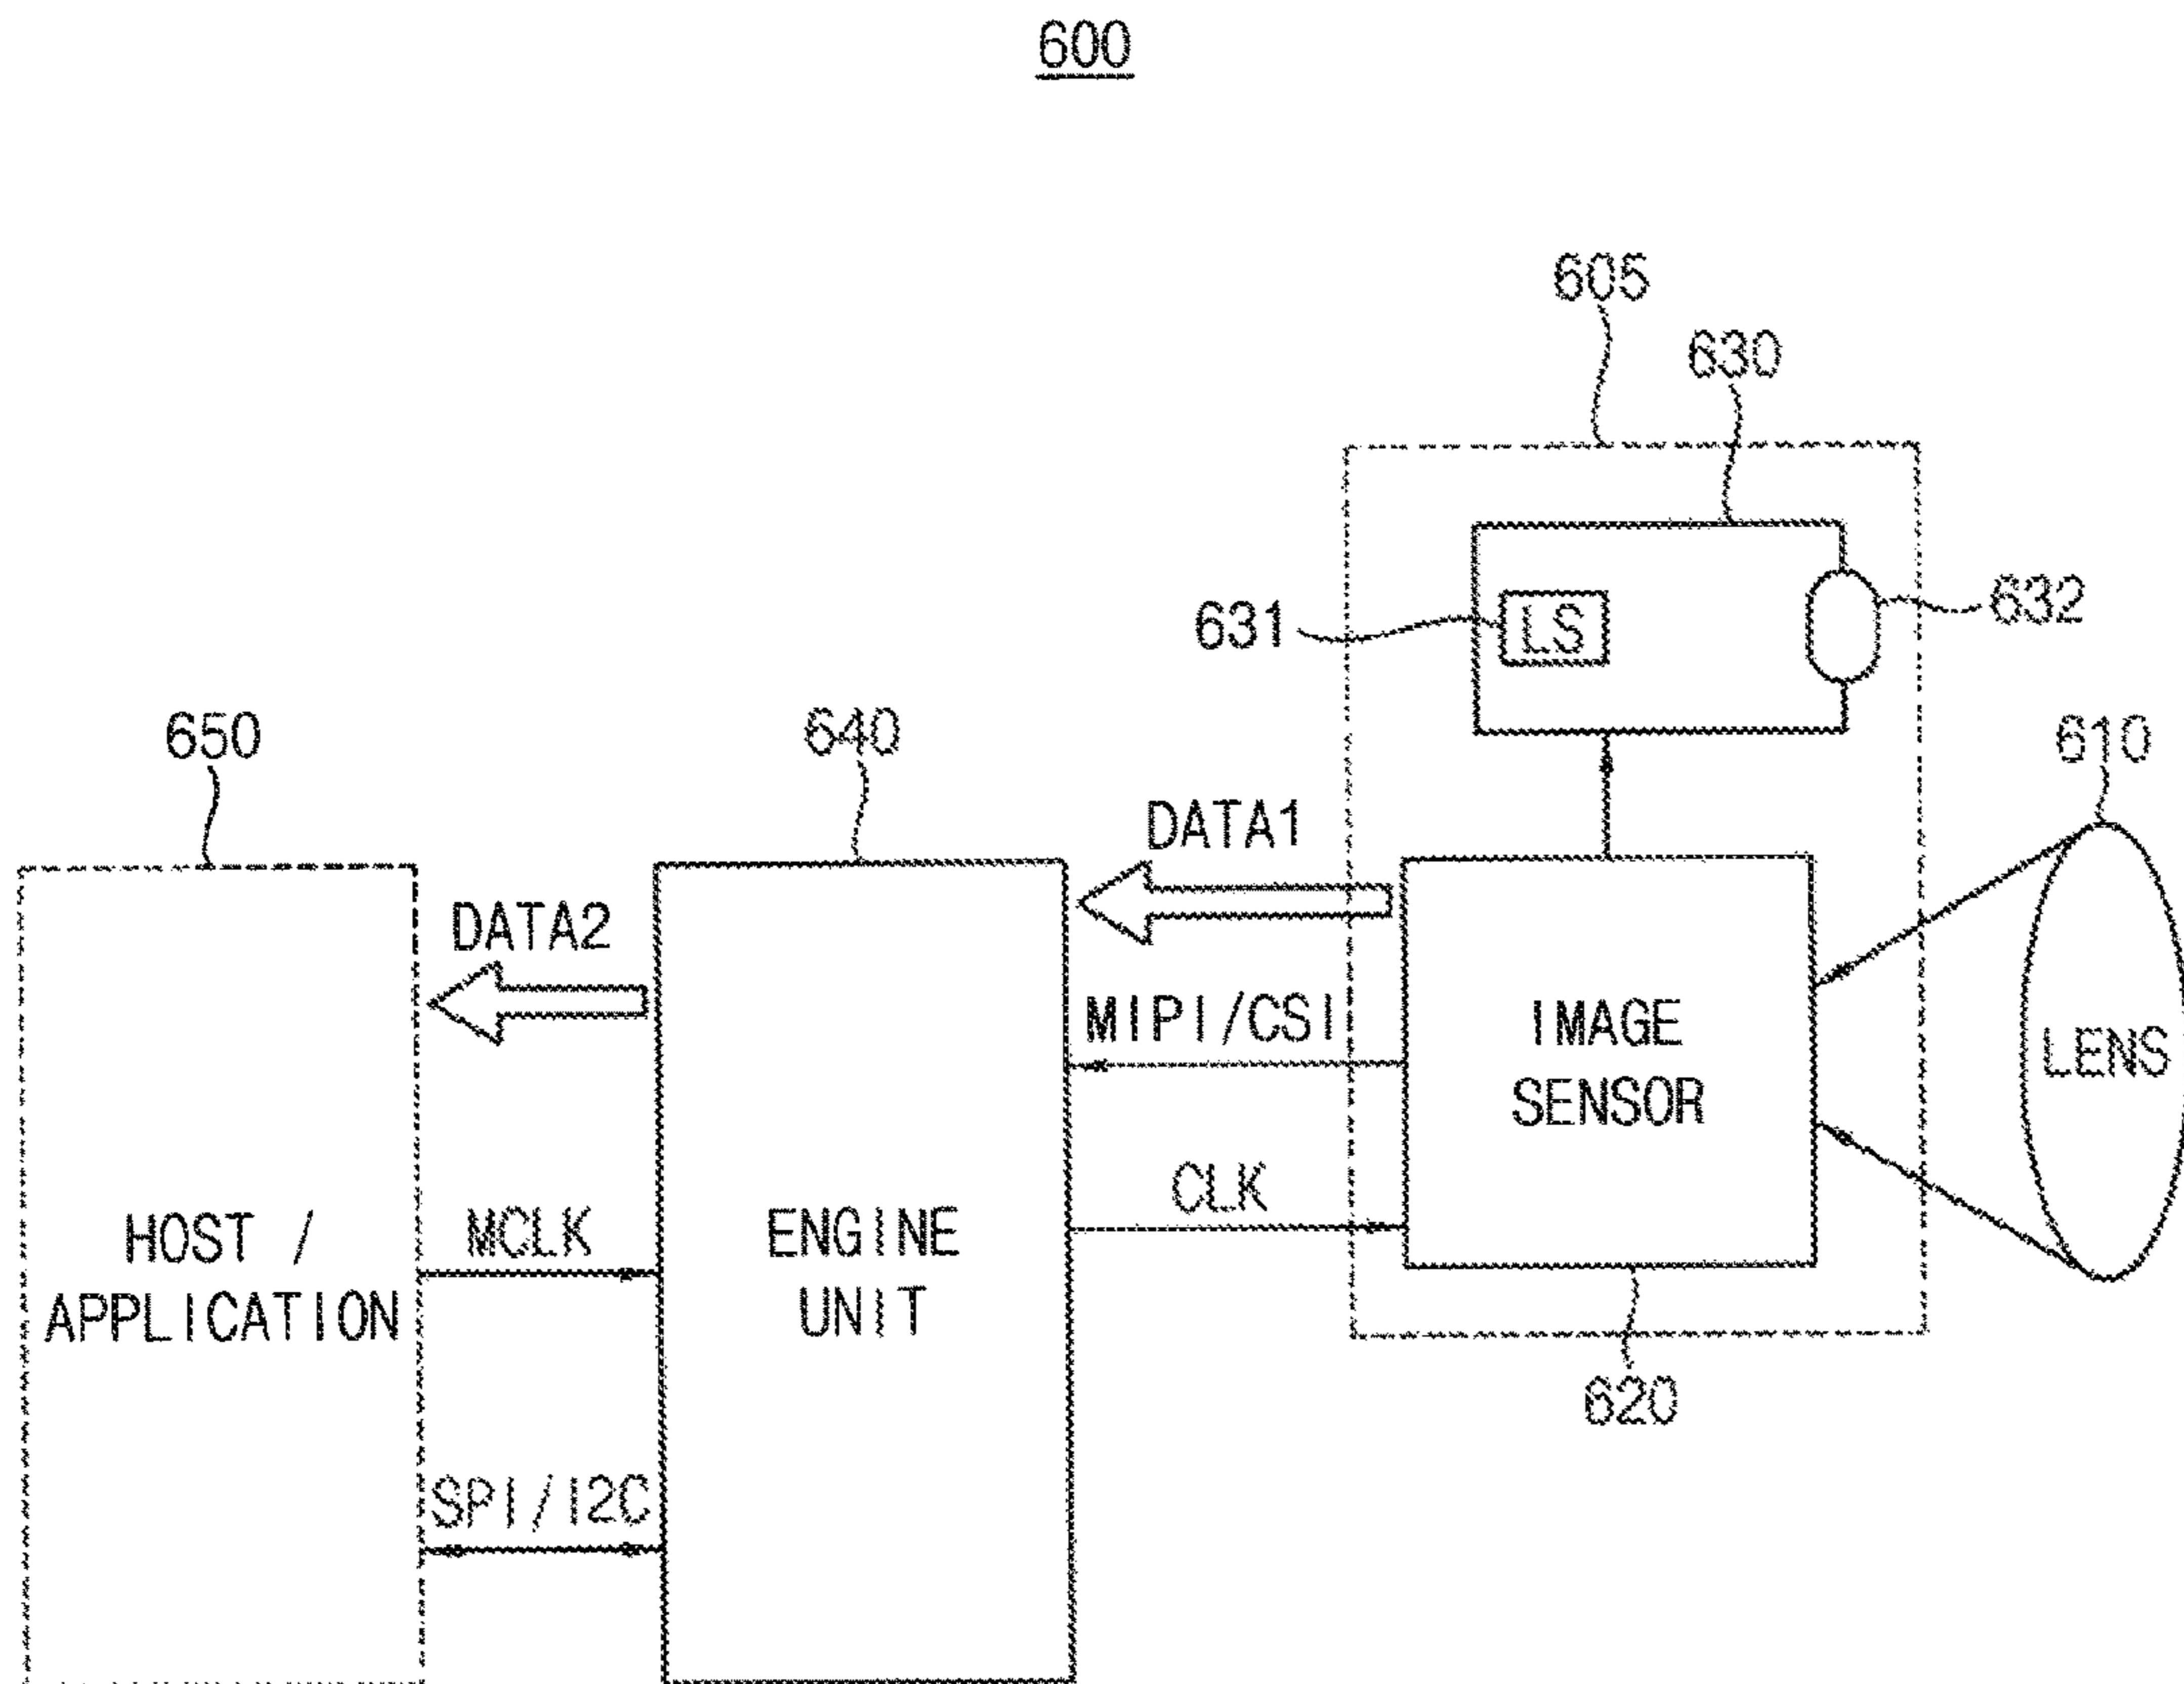 600
605
630
631
LS
632
650
640
610
DATA1
DATA2
MIPI/CSI
IMAGE
SENSOR
LENS
CLK
HOST /
APPLICATION
MCLK
ENGINE
UNIT
620
SPI/I2C